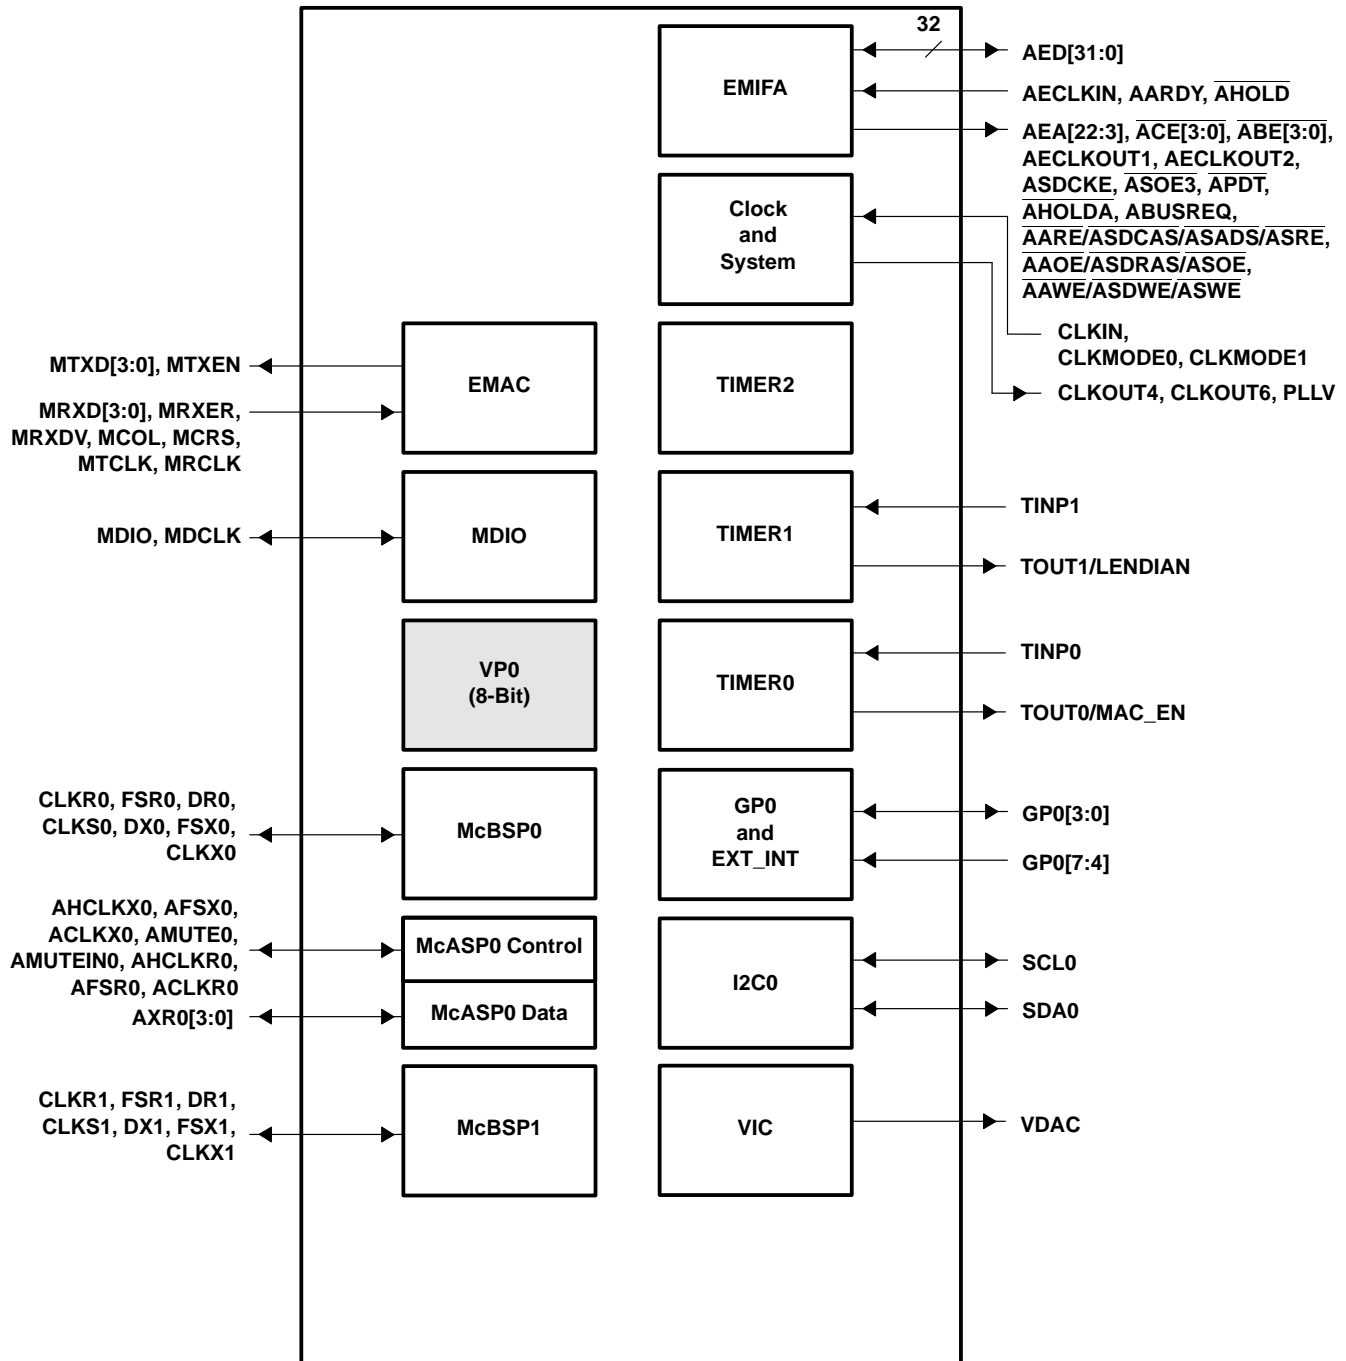 32
EMIFA
AED[31:0]
AECLKIN, AARDY, AHOLD
AEA[22:3], ACE[3:0], ABE[3:0],
AECLKOUT1, AECLKOUT2,
ASDCKE, ASOE3, APDT,
AHOLDA, ABUSREQ,
AARE/ASDCAS/ASADS/ASRE,
AAOE/ASDRAS/ASOE,
AAWE/ASDWE/ASWE
Clock
and
System
CLKIN,
CLKMODE0, CLKMODE1
CLKOUT4, CLKOUT6, PLLV
MTXD[3:0], MTXEN
MRXD[3:0], MRXER,
MRXDV, MCOL, MCRS,
MTCLK, MRCLK
EMAC
TIMER2
MDIO, MDCLK
MDIO
TIMER1
TINP1
TOUT1/LENDIAN
VP0
(8-Bit)
TIMER0
TINP0
TOUT0/MAC_EN
CLKR0, FSR0, DR0,
CLKS0, DX0, FSX0,
CLKX0
McBSP0
GP0
and
EXT_INT
GP0[3:0]
GP0[7:4]
AHCLKX0, AFSX0,
ACLKX0, AMUTE0,
AMUTEIN0, AHCLKR0,
AFSR0, ACLKR0
AXR0[3:0]
McASP0 Control
McASP0 Data
I2C0
SCL0
SDA0
CLKR1, FSR1, DR1,
CLKS1, DX1, FSX1,
CLKX1
McBSP1
VIC
VDAC